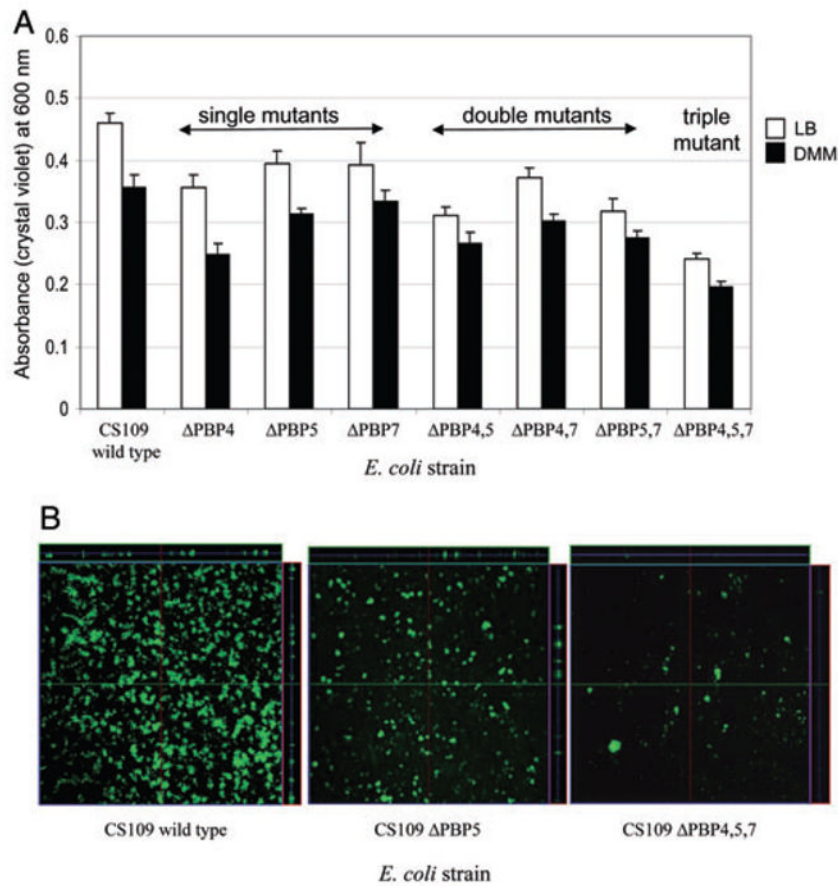 A
0.6
0.5
0.4
0.3
0.2
0.1
0
Absorbance (crystal violet) at 600 nm
single mutants
double mutants
triple
mutant
LB
DMM
CS109
wild type
ΔPBP4
ΔPBP5
ΔPBP7
ΔPBP4,5
ΔPBP4,7
ΔPBP5,7
ΔPBP4,5,7
E. coli strain
B
CS109 wild type
CS109 ΔPBP5
CS109 ΔPBP4,5,7
E. coli strain